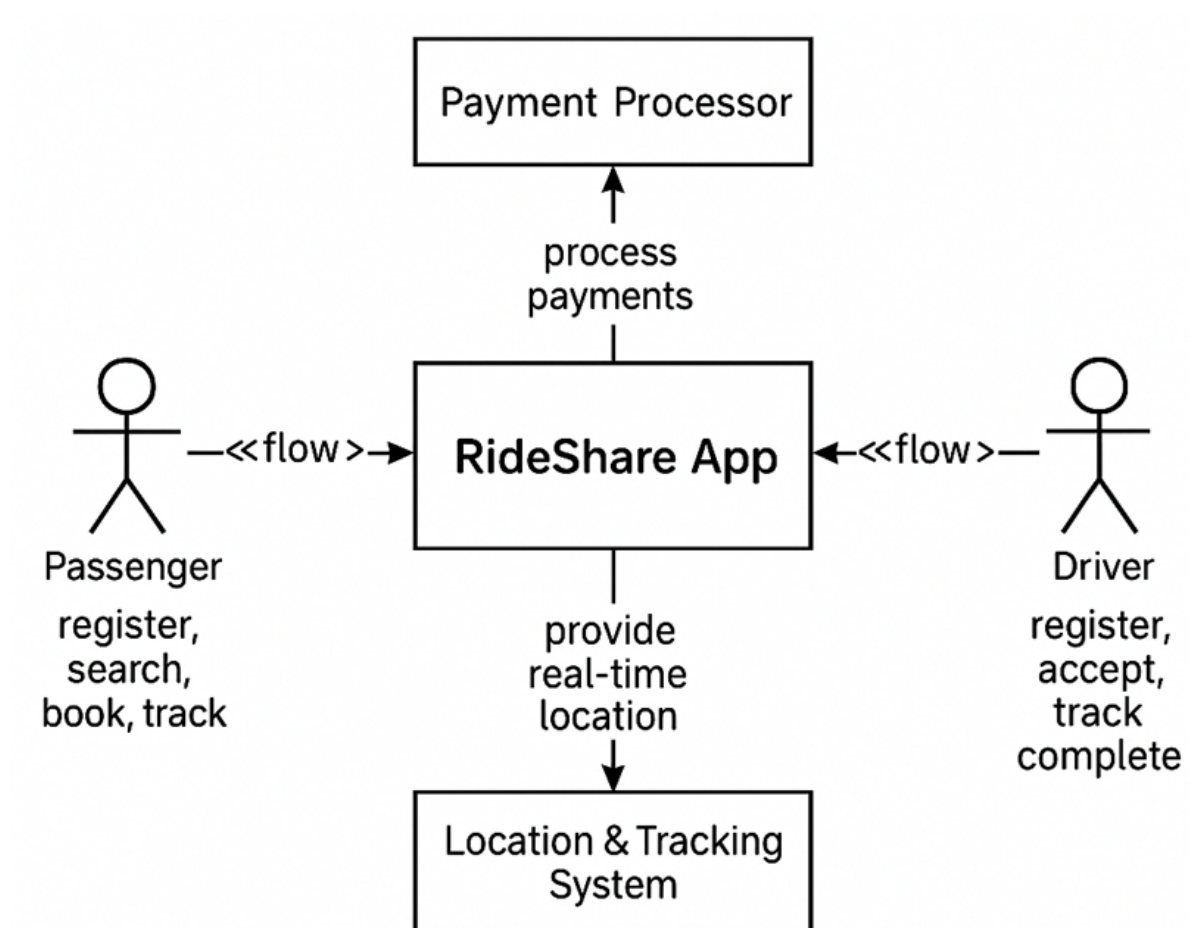 Payment Processor
process
payments
<<flow>
RideShare App
<<flow>
Passenger
register,
search,
book, track
provide
real-time
location
Driver
register,
accept,
track
complete
Location & Tracking
System